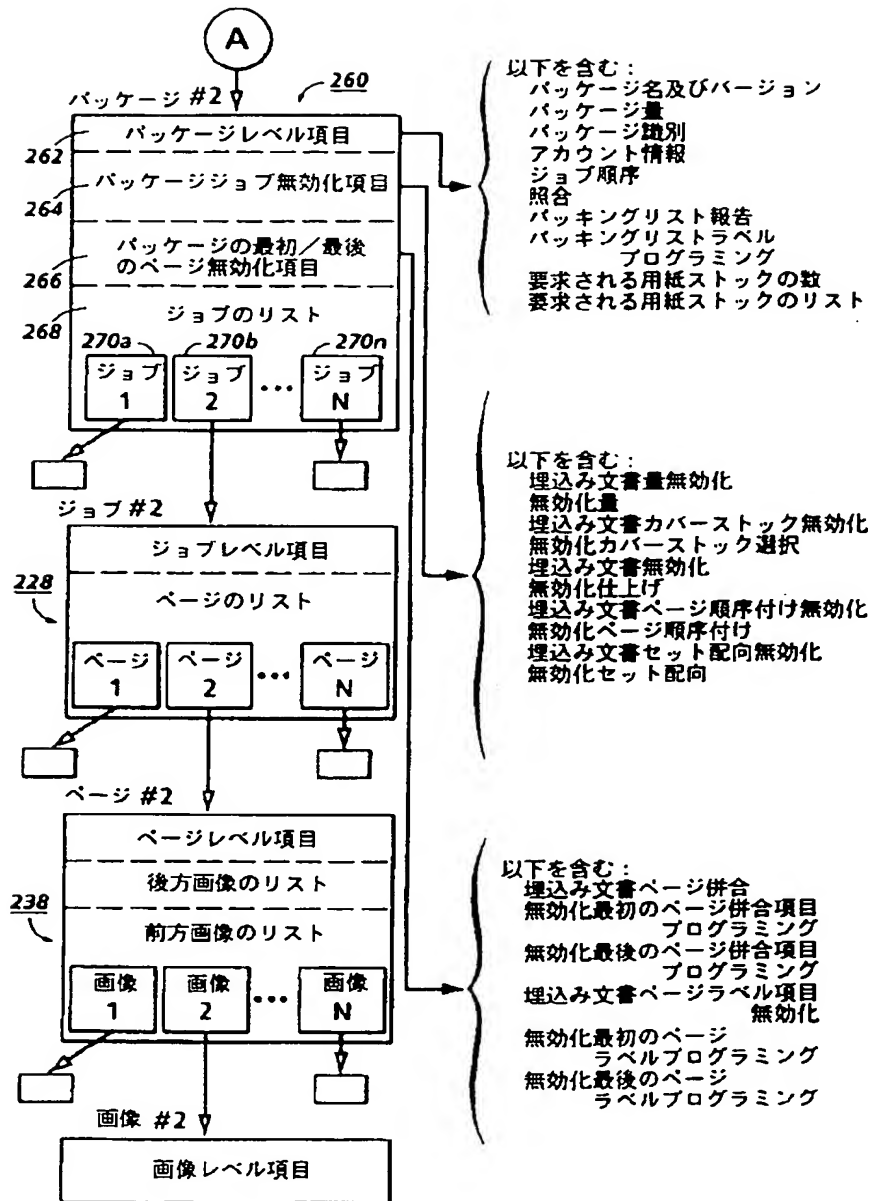 A
パッケージ #2
260
パッケージレベル項目
262
パッケージジョブ無効化項目
264
パッケージの最初／最後
のページ無効化項目
266
ジョブのリスト
268
270a
270b
270n
ジョブ
1
ジョブ
2
•••
ジョブ
N
ジョブ #2
ジョブレベル項目
228
ページのリスト
ページ
1
ページ
2
•••
ページ
N
ページ #2
ページレベル項目
後方画像のリスト
238
前方画像のリスト
画像
1
画像
2
•••
画像
N
画像 #2
画像レベル項目
以下を含む：
パッケージ名及びバージョン
パッケージ量
パッケージ識別
アカウント情報
ジョブ順序
照合
パッキングリスト報告
パッキングリストラベル
プログラミング
要求される用紙ストックの数
要求される用紙ストックのリスト
以下を含む：
埋込み文書量無効化
無効化量
埋込み文書カバーストック無効化
無効化カバーストック選択
埋込み文書無効化
無効化仕上げ
埋込み文書ページ順序付け無効化
無効化ページ順序付け
埋込み文書セット配向無効化
無効化セット配向
以下を含む：
埋込み文書ページ併合
無効化最初のページ併合項目
プログラミング
無効化最後のページ併合項目
プログラミング
埋込み文書ページラベル項目
無効化
無効化最初のページ
ラベルプログラミング
無効化最後のページ
ラベルプログラミング